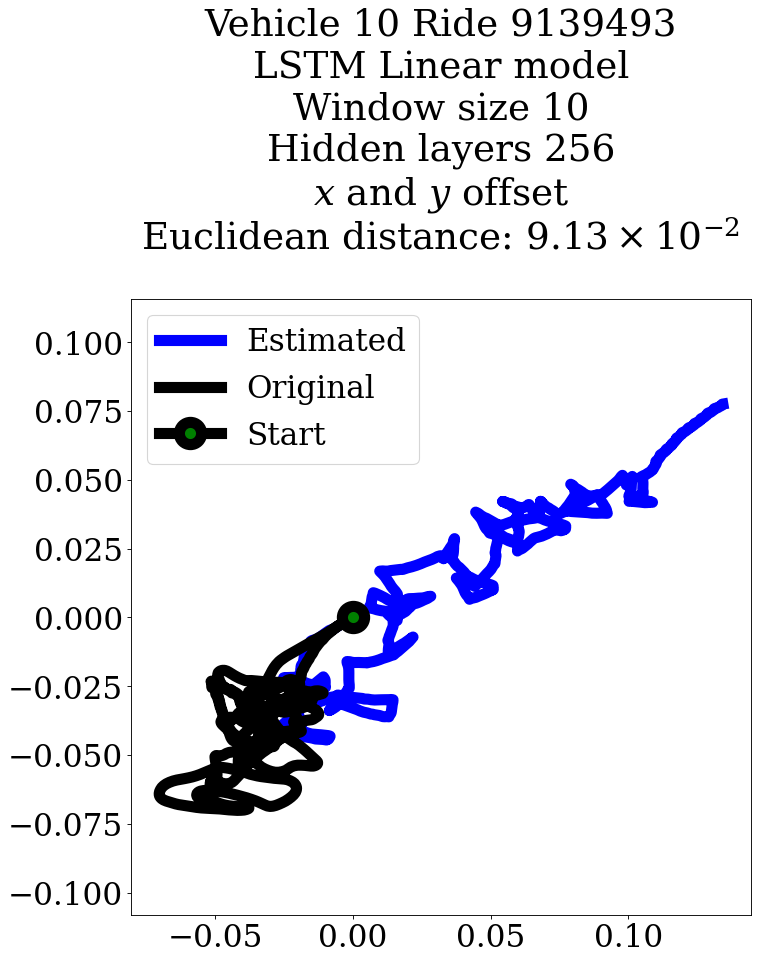 Vehicle 10 Ride 9139493
LSTM Linear model
Window size 10
Hidden layers 256
x and y offset
Euclidean distance: 9.13 × 10⁻²
Estimated
Original
Start
0.100
0.075
0.050
0.025
0.000
−0.025
−0.050
−0.075
−0.100
−0.05 0.00 0.05 0.10